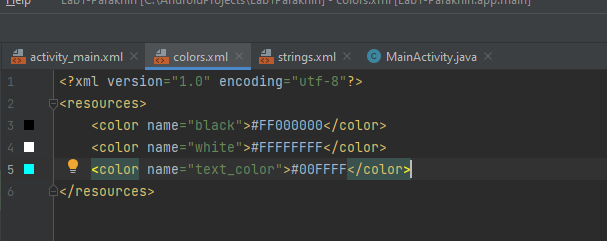 Help Lab1-Parakhin [C:\AndroidProjects\Lab1Parakhin] - colors.xml [Lab1-Parakhin.app.main]
activity_main.xml colors.xml strings.xml MainActivity.java
1 <?xml version="1.0" encoding="utf-8"?>
2 <resources>
3 <color name="black">#FF000000</color>
4 <color name="white">#FFFFFFFF</color>
5 <color name="text_color">#00FFFF</color>
6 </resources>